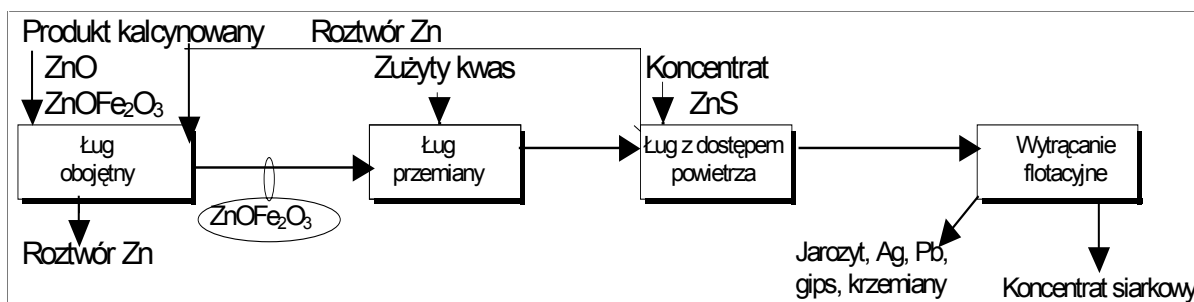 Produkt kalcynowany
Roztwór Zn
ZnO
ZnOFe₂O₃
Zużyty kwas
Koncentrat
ZnS
Ług
obojętny
Ług
przemiany
Ług z dostępem
powietrza
Wytrącanie
flotacyjne
ZnOFe₂O₃
Roztwór Zn
Jarozyt, Ag, Pb,
gips, krzemiany
Koncentrat siarkowy